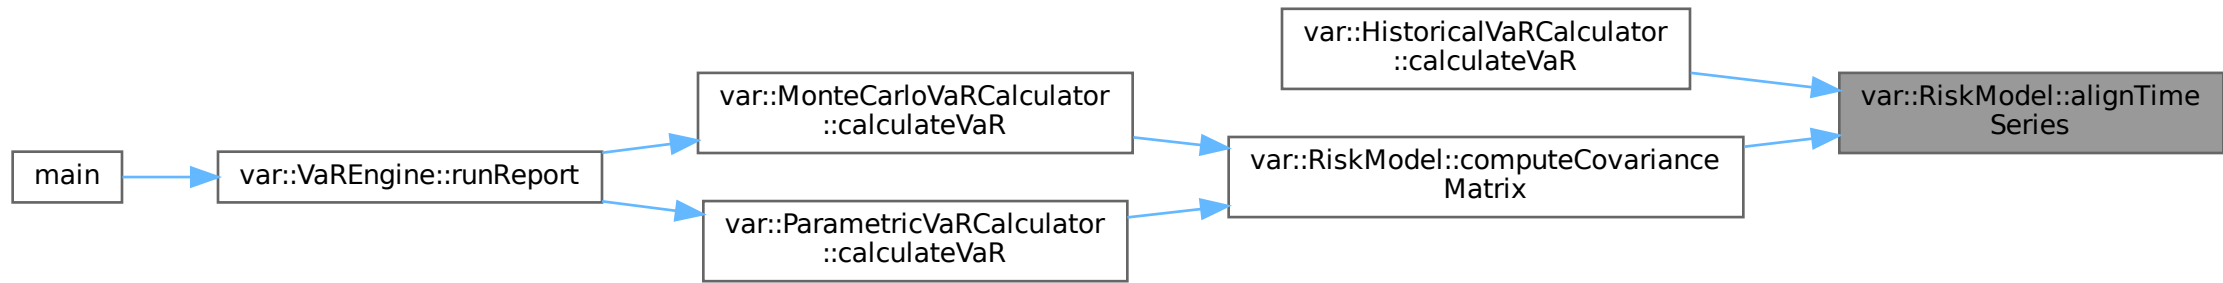 main
var::VaREngine::runReport
var::MonteCarloVaRCalculator
::calculateVaR
var::ParametricVaRCalculator
::calculateVaR
var::HistoricalVaRCalculator
::calculateVaR
var::RiskModel::computeCovariance
Matrix
var::RiskModel::alignTime
Series